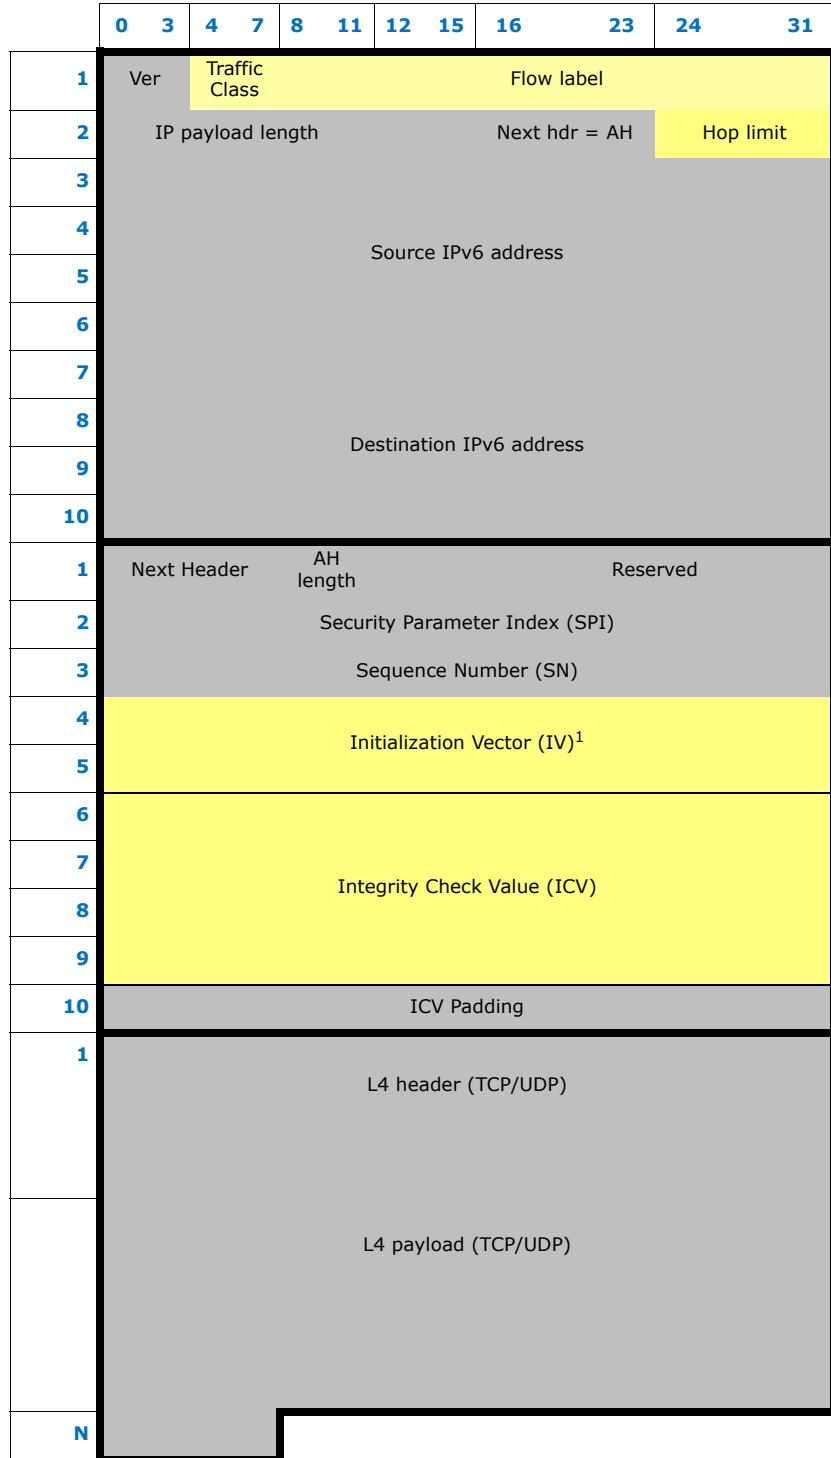 0 3 4 7 8 11 12 15 16 23 24 31
1 Ver Traffic Class Flow label
2 IP payload length Next hdr = AH Hop limit
3
4
Source IPv6 address
5
6
7
8
Destination IPv6 address
9
10
1 Next Header AH length Reserved
2 Security Parameter Index (SPI)
3 Sequence Number (SN)
4
Initialization Vector (IV)1
5
6
7
Integrity Check Value (ICV)
8
9
10 ICV Padding
1
L4 header (TCP/UDP)
L4 payload (TCP/UDP)
N